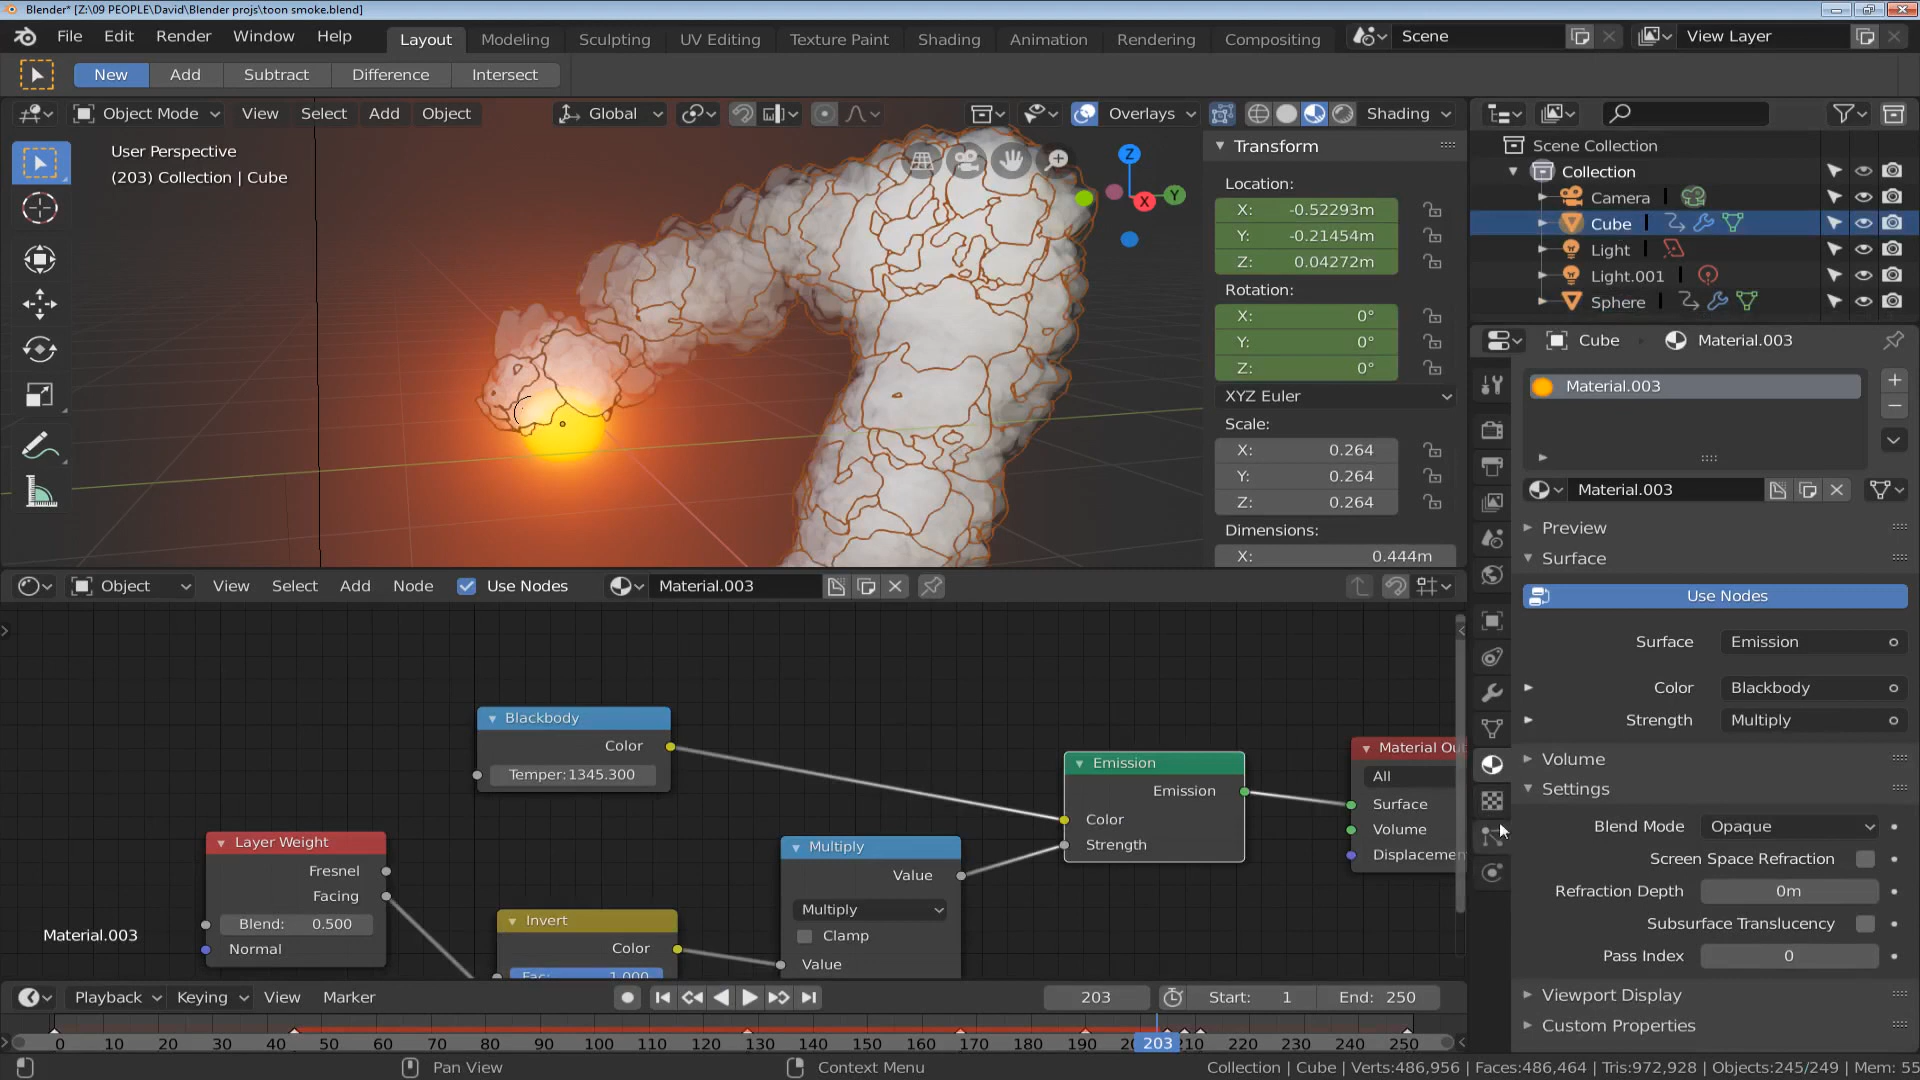 Blender* [Z:\09 PEOPLE\David\Blender projs\toon smoke.blend]
File Edit Render Window Help Layout Modeling Sculpting UV Editing Texture Paint Shading Animation Rendering Compositing Scene View Layer
New Add Subtract Difference Intersect
Object Mode View Select Add Object Global Overlays Shading
User Perspective
(203) Collection | Cube
Z
Y
X
Transform
Location:
X: -0.52293m
Y: -0.21454m
Z: 0.04272m
Rotation:
X: 0°
Y: 0°
Z: 0°
XYZ Euler
Scale:
X: 0.264
Y: 0.264
Z: 0.264
Dimensions:
X: 0.444m
Scene Collection
Collection
Camera
Cube
Light
Light.001
Sphere
Cube Material.003
Material.003
Material.003
Preview
Surface
Use Nodes
Surface Emission
Color Blackbody
Strength Multiply
Volume
Settings
Blend Mode Opaque
Screen Space Refraction
Refraction Depth 0m
Subsurface Translucency
Pass Index 0
Viewport Display
Custom Properties
Object View Select Add Node Use Nodes Material.003
Blackbody
Color
Temper:1345.300
Layer Weight
Fresnel
Facing
Blend: 0.500
Normal
Invert
Color
Fac: 1.000
Multiply
Value
Multiply
Clamp
Value
Emission
Emission
Color
Strength
Material Ou
All
Surface
Volume
Displacemen
Material.003
Playback Keying View Marker 203 Start: 1 End: 250
0 10 20 30 40 50 60 70 80 90 100 110 120 130 140 150 160 170 180 190 20 203 210 220 230 240 250
Pan View Context Menu Collection | Cube | Verts:486,956 | Faces:486,464 | Tris:972,928 | Objects:245/249 | Mem: 55